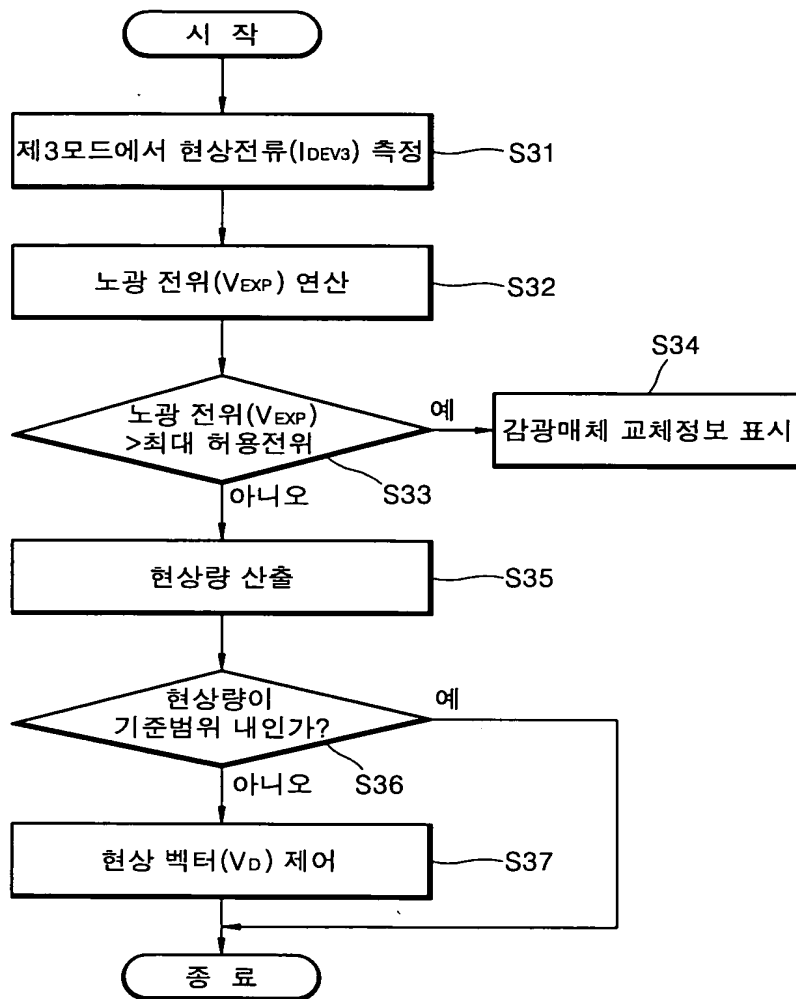 시 작
제3모드에서 현상전류(IDEV3) 측정
S31
노광 전위(VEXP) 연산
S32
S34
노광 전위(VEXP)
>최대 허용전위
예
감광매체 교체정보 표시
S33
아니오
현상량 산출
S35
현상량이
기준범위 내인가?
예
S36
아니오
현상 벡터(VD) 제어
S37
종 료